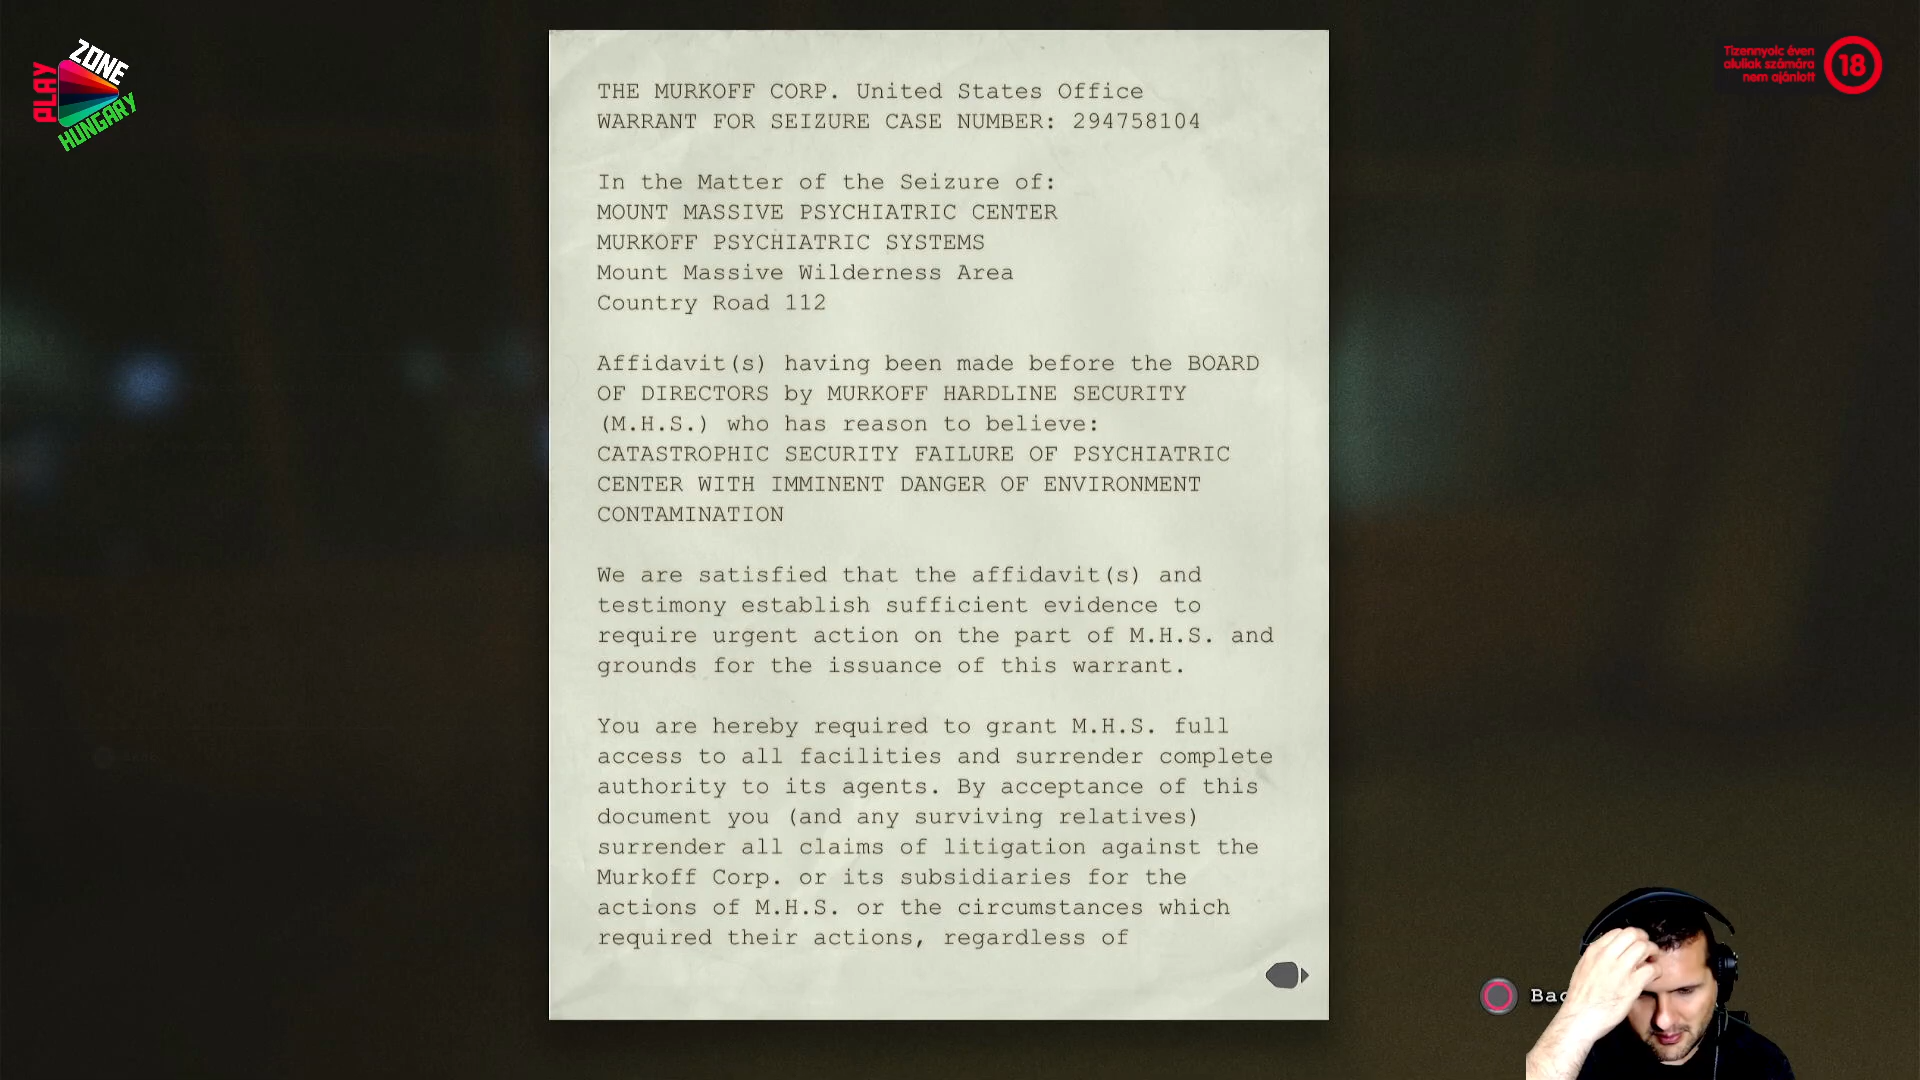 PLAY
ZONE
HUNGARY
Tizennyolc éven
aluliak számára
nem ajánlott
18
THE MURKOFF CORP. United States Office
WARRANT FOR SEIZURE CASE NUMBER: 294758104
In the Matter of the Seizure of:
MOUNT MASSIVE PSYCHIATRIC CENTER
MURKOFF PSYCHIATRIC SYSTEMS
Mount Massive Wilderness Area
Country Road 112
Affidavit(s) having been made before the BOARD
OF DIRECTORS by MURKOFF HARDLINE SECURITY
(M.H.S.) who has reason to believe:
CATASTROPHIC SECURITY FAILURE OF PSYCHIATRIC
CENTER WITH IMMINENT DANGER OF ENVIRONMENT
CONTAMINATION
We are satisfied that the affidavit(s) and
testimony establish sufficient evidence to
require urgent action on the part of M.H.S. and
grounds for the issuance of this warrant.
You are hereby required to grant M.H.S. full
access to all facilities and surrender complete
authority to its agents. By acceptance of this
document you (and any surviving relatives)
surrender all claims of litigation against the
Murkoff Corp. or its subsidiaries for the
actions of M.H.S. or the circumstances which
required their actions, regardless of